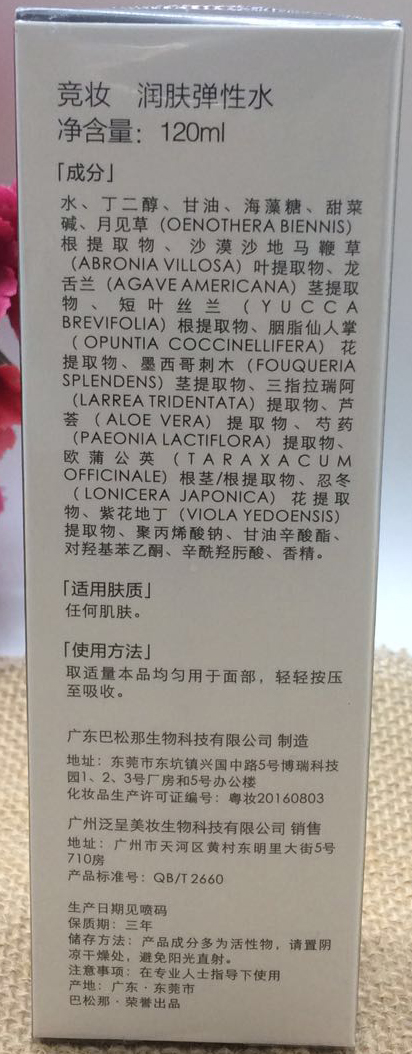 竞妆 润肤弹性水
净含量：120ml
「成分」
水、丁二醇、甘油、海藻糖、甜菜
碱、月见草（OENOTHERA BIENNIS）
根提取物、沙漠沙地马鞭草
（ABRONIA VILLOSA）叶提取物、龙
舌兰（AGAVE AMERICANA）茎提取
物、短叶丝兰（YUCCA
BREVIFOLIA）根提取物、胭脂仙人掌
（OPUNTIA COCCINELLIFERA）花
提取物、墨西哥刺木（FOUQUERIA
SPLENDENS）茎提取物、三指拉瑞阿
（LARREA TRIDENTATA）提取物、芦
荟（ALOE VERA）提取物、芍药
（PAEONIA LACTIFLORA）提取物、
欧蒲公英（TARAXACUM
OFFICINALE）根茎/根提取物、忍冬
（LONICERA JAPONICA）花提取
物、紫花地丁（VIOLA YEDOENSIS）
提取物、聚丙烯酸钠、甘油辛酸酯、
对羟基苯乙酮、辛酰羟肟酸、香精。
「适用肤质」
任何肌肤。
「使用方法」
取适量本品均匀用于面部，轻轻按压
至吸收。
广东巴松那生物科技有限公司 制造
地址：东莞市东坑镇兴国中路5号博瑞科技
园1、2、3号厂房和5号办公楼
化妆品生产许可证编号：粤妆20160803
广州泛呈美妆生物科技有限公司 销售
地址：广州市天河区黄村东明里大街5号
710房
产品标准号：QB/T 2660
生产日期见喷码
保质期：三年
储存方法：产品成分多为活性物，请置阴
凉干燥处，避免阳光直射。
注意事项：在专业人士指导下使用
产地：广东·东莞市
巴松那·荣誉出品